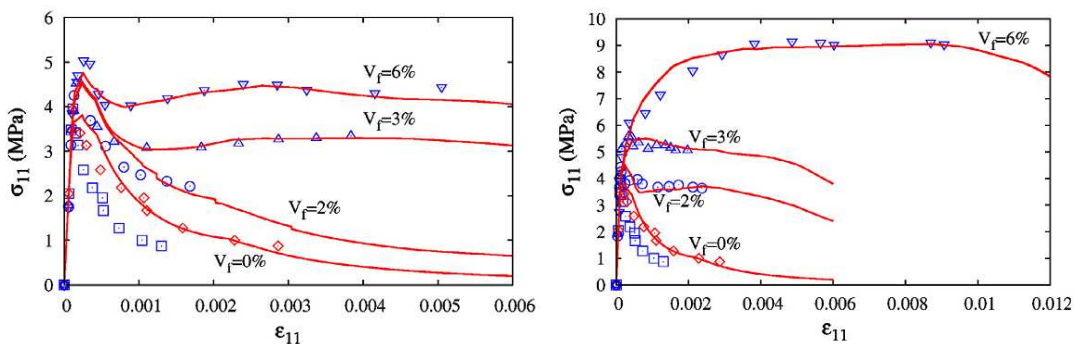 6
5
4
3
2
1
0
σ11 (MPa)
0 0.001 0.002 0.003 0.004 0.005 0.006
ε11
Vf=6%
Vf=3%
Vf=2%
Vf=0%
10
9
8
7
6
5
4
3
2
1
0
σ11 (MPa)
0 0.002 0.004 0.006 0.008 0.01 0.012
ε11
Vf=6%
Vf=3%
Vf=2%
Vf=0%